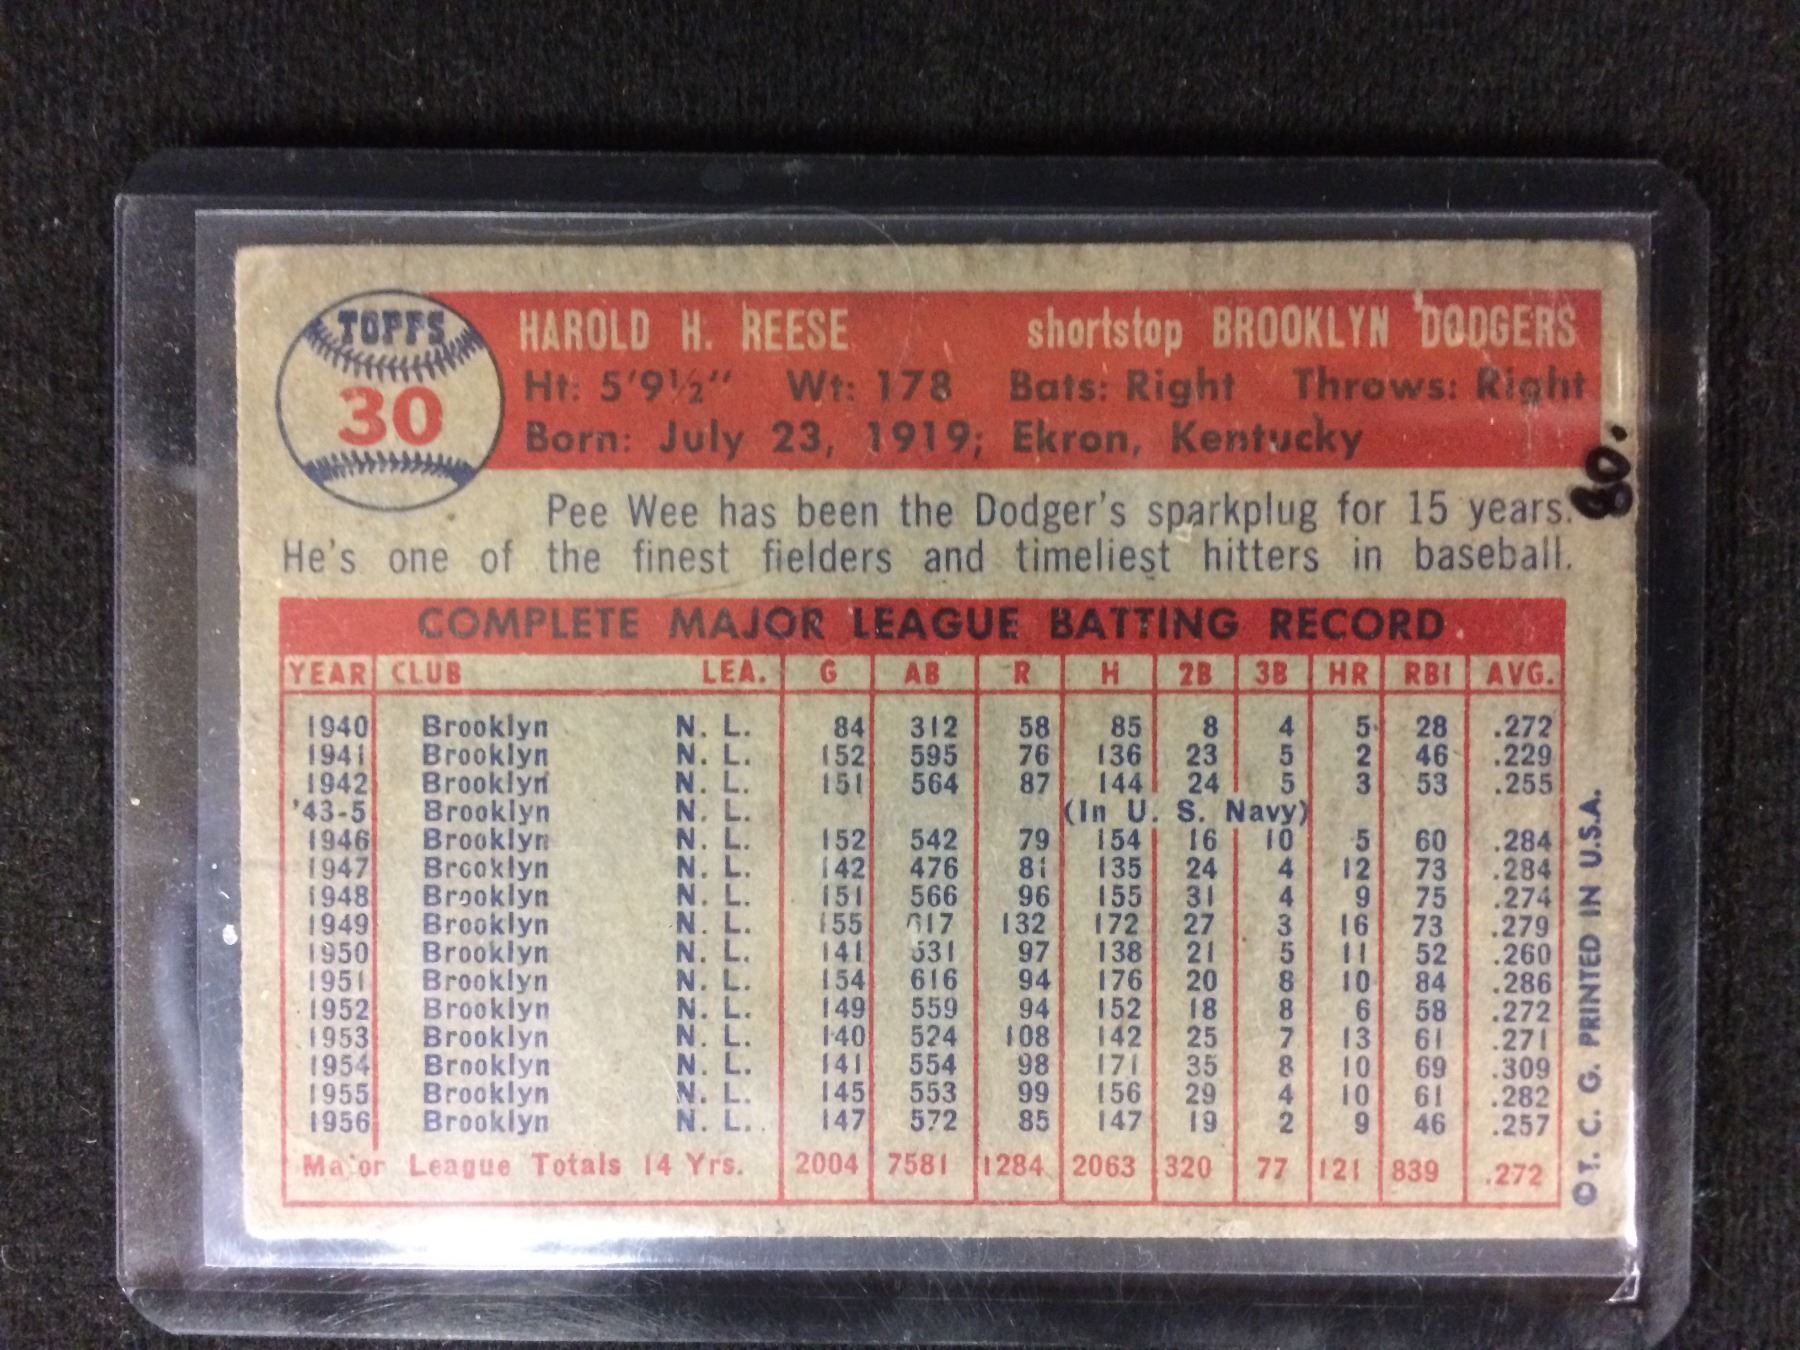 TOPPS
30
HAROLD H. REESE shortstop BROOKLYN DODGERS
Ht: 5'9½" Wt: 178 Bats: Right Throws: Right
Born: July 23, 1919; Ekron, Kentucky
80.
Pee Wee has been the Dodger's sparkplug for 15 years.
He's one of the finest fielders and timeliest hitters in baseball.
COMPLETE MAJOR LEAGUE BATTING RECORD
YEAR CLUB LEA. G AB R H 2B 3B HR RBI AVG.
1940 Brooklyn N. L. 84 312 58 85 8 4 5 28 .272
1941 Brooklyn N. L. 152 595 76 136 23 5 2 46 .229
1942 Brooklyn N. L. 151 564 87 144 24 5 3 53 .255
'43-5 Brooklyn N. L. (In U. S. Navy)
1946 Brooklyn N. L. 152 542 79 154 16 10 5 60 .284
1947 Brooklyn N. L. 142 476 81 135 24 4 12 73 .284
1948 Brooklyn N. L. 151 566 96 155 31 4 9 75 .274
1949 Brooklyn N. L. 155 617 132 172 27 3 16 73 .279
1950 Brooklyn N. L. 141 531 97 138 21 5 11 52 .260
1951 Brooklyn N. L. 154 616 94 176 20 8 10 84 .286
1952 Brooklyn N. L. 149 559 94 152 18 8 6 58 .272
1953 Brooklyn N. L. 140 524 108 142 25 7 13 61 .271
1954 Brooklyn N. L. 141 554 98 171 35 8 10 69 .309
1955 Brooklyn N. L. 145 553 99 156 29 4 10 61 .282
1956 Brooklyn N. L. 147 572 85 147 19 2 9 46 .257
Major League Totals 14 Yrs. 2004 7581 1284 2063 320 77 121 839 .272
©T. C. G. PRINTED IN U.S.A.